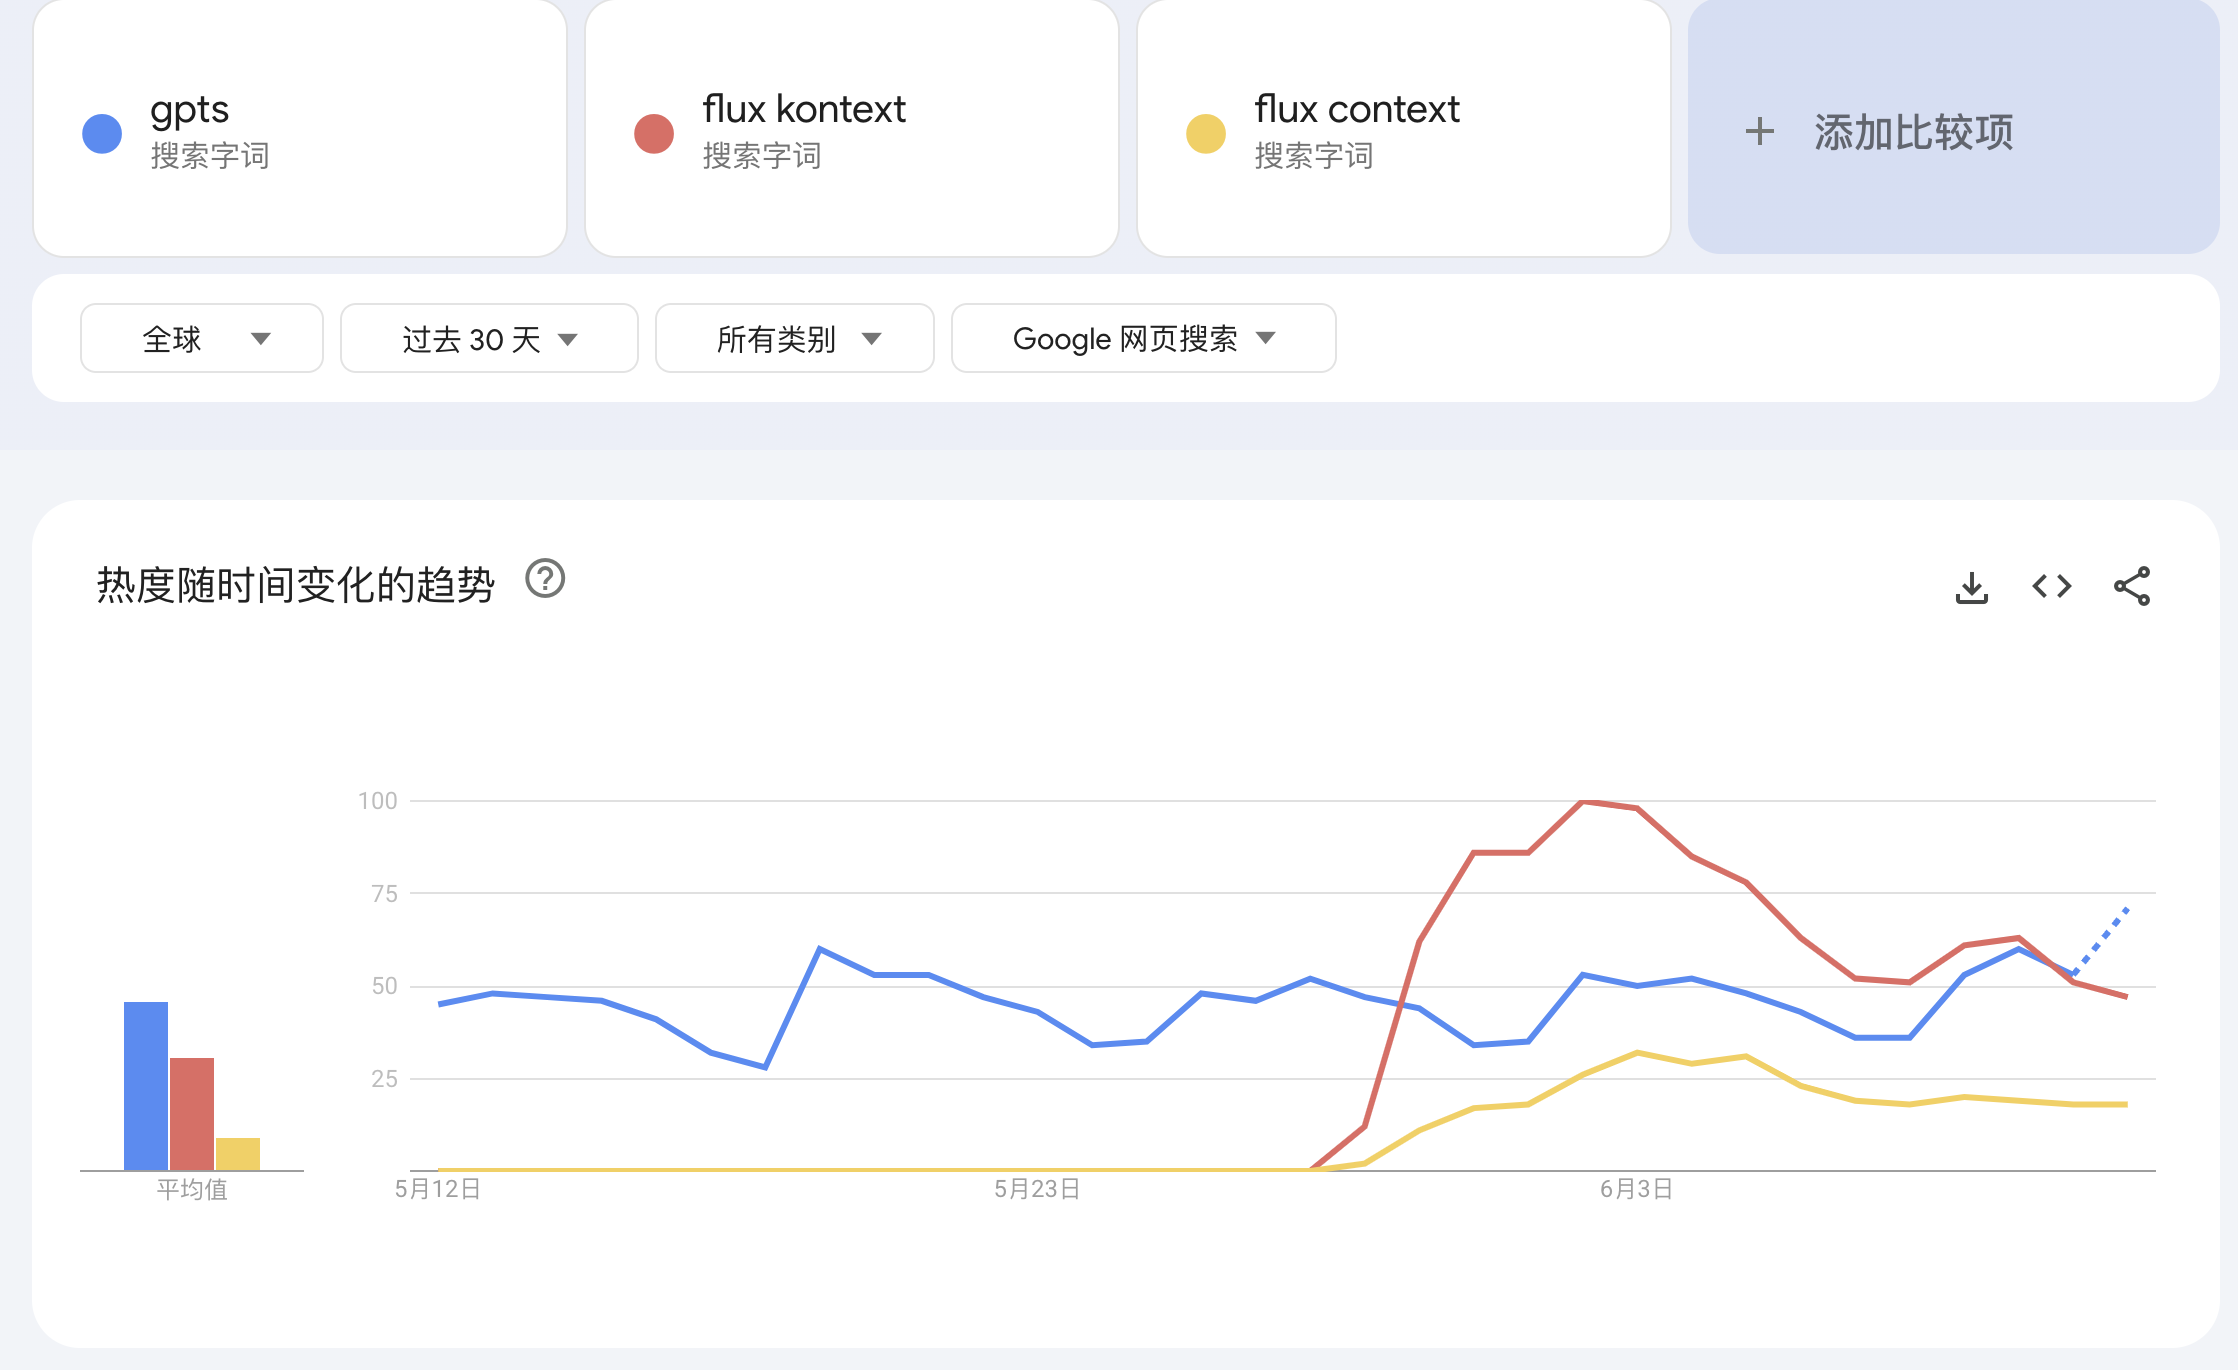 gpts
搜索字词
flux kontext
搜索字词
flux context
搜索字词
添加比较项
全球
过去 30 天
所有类别
Google 网页搜索
热度随时间变化的趋势
100
75
50
25
平均值
5月12日
5月23日
6月3日